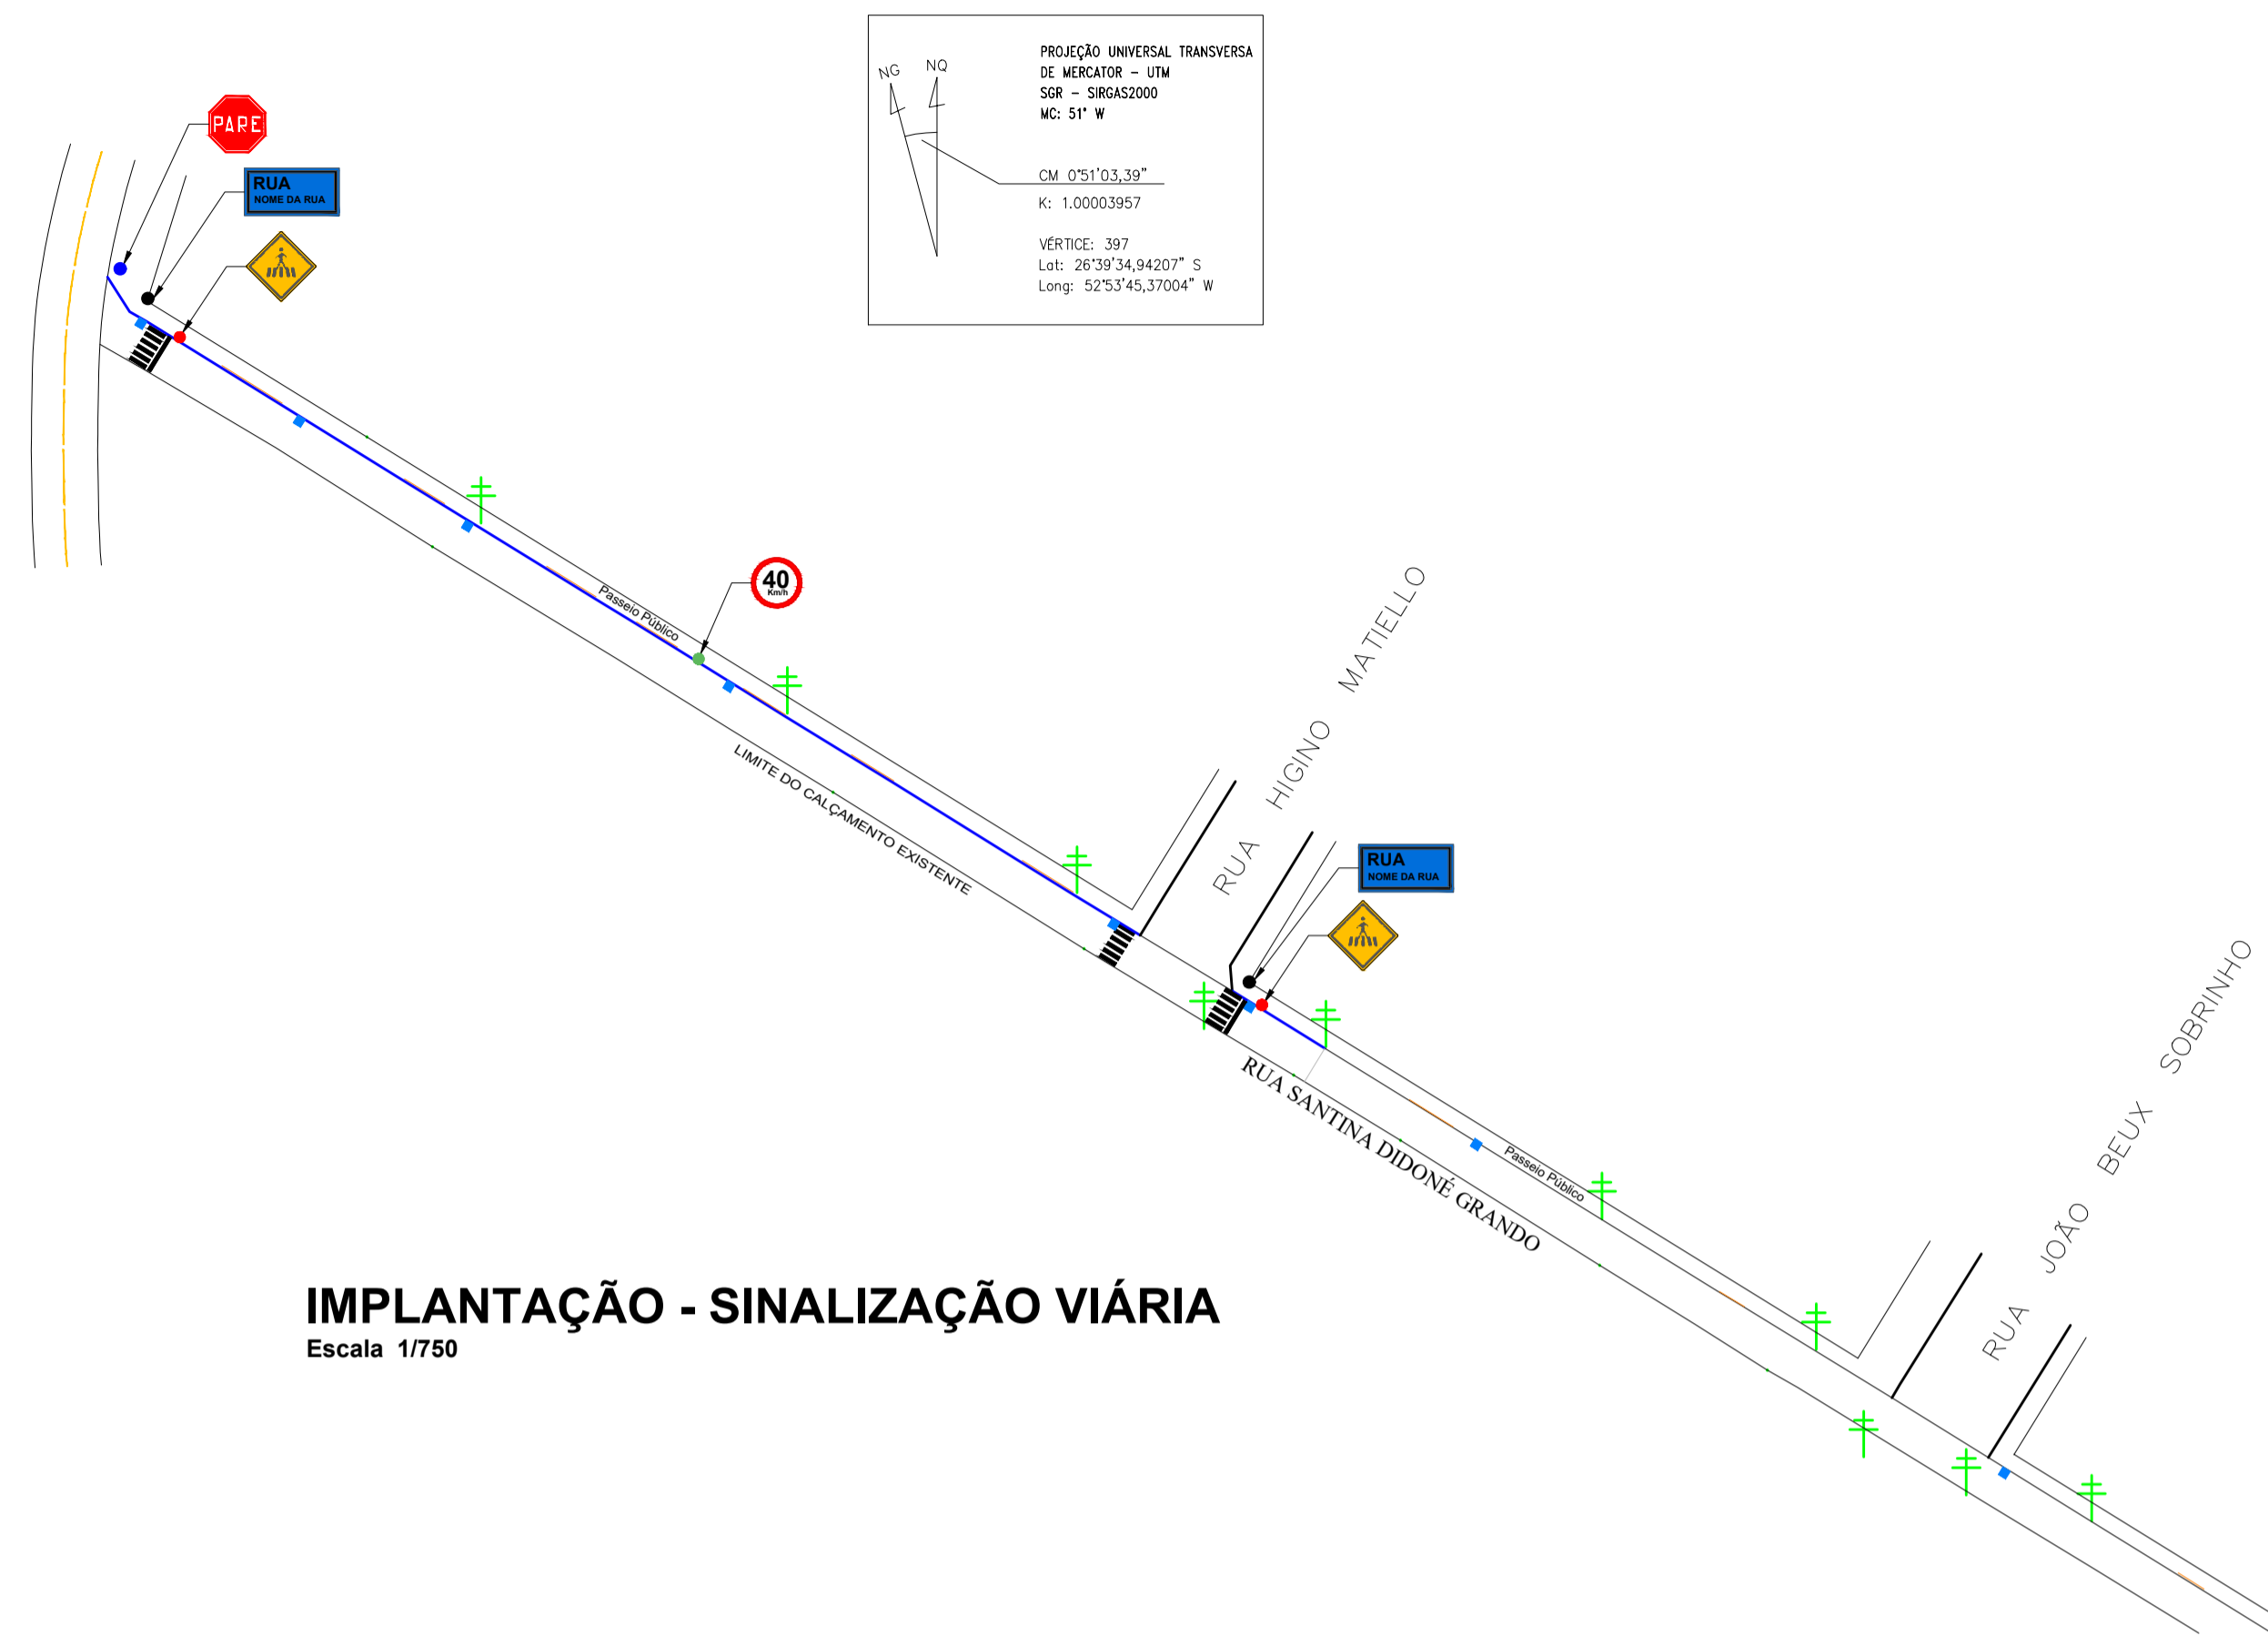 NG
NQ
PROJEÇÃO UNIVERSAL TRANSVERSA
DE MERCATOR - UTM
SGR - SIRGAS2000
MC: 51° W
CM 0°51'03,39"
K: 1.00003957
VÉRTICE: 397
Lat: 26°39'34,94207" S
Long: 52°53'45,37004" W
PARE
RUA
NOME DA RUA
40
Km/h
Passeio Público
LIMITE DO CALÇAMENTO EXISTENTE
RUA HIGINO MATIELLO
RUA
NOME DA RUA
RUA SANTINA DIDONÉ GRANDO
Passeio Público
RUA JOÃO BEUX SOBRINHO
IMPLANTAÇÃO - SINALIZAÇÃO VIÁRIA
Escala 1/750